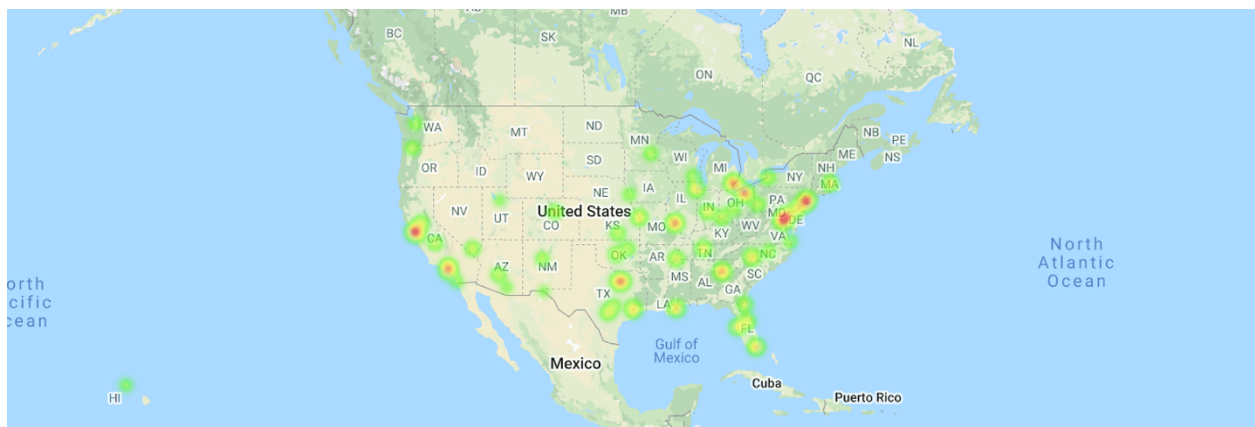 MB
BC
SK
NL
ON
QC
WA
MT
ND
MN
NB
PE
NS
ME
OR
ID
SD
WI
MI
NY
NH
WY
MA
NE
IA
IL
IN
OH
PA
NV
UT
United States
MD
DE
CO
KS
MO
WV
VA
KY
CA
North
Atlantic
Ocean
AZ
NM
OK
AR
TN
NC
SC
MS
AL
GA
TX
LA
orth
cific
cean
FL
Gulf of
Mexico
Mexico
Cuba
HI
Puerto Rico